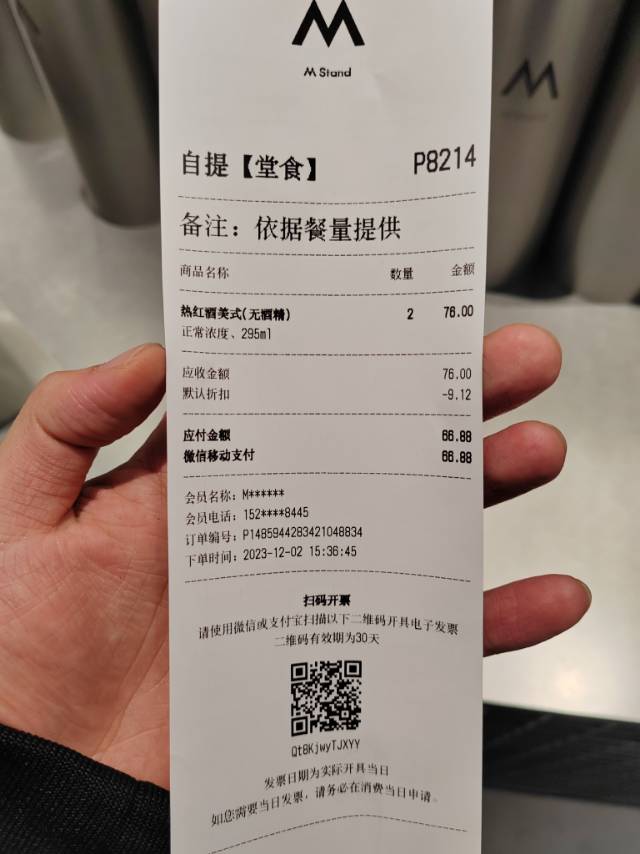 M Stand
自提【堂食】 P8214
备注：依据餐量提供
商品名称 数量 金额
热红酒美式(无酒精) 2 76.00
正常浓度、295ml
应收金额 76.00
默认折扣 -9.12
应付金额 66.88
微信移动支付 66.88
会员名称：M******
会员电话：152****8445
订单编号：P1485944283421048834
下单时间：2023-12-02 15:36:45
扫码开票
请使用微信或支付宝扫描以下二维码开具电子发票
二维码有效期为30天
Qt8KjwyTJXYY
发票日期为实际开具当日
如您需要当日发票，请务必在消费当日申请。